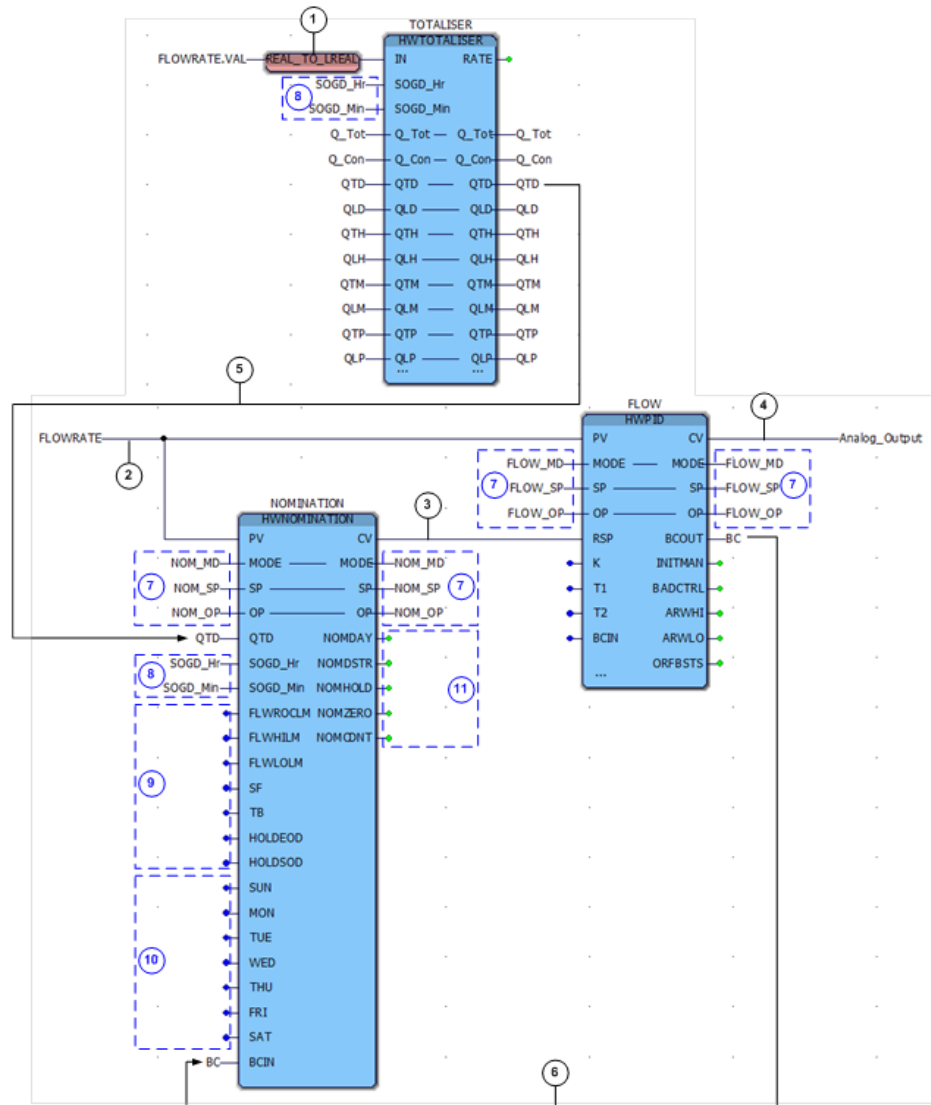 1
TOTALISER
HWTOTALISER
FLOWRATE.VAL REAL_TO_LREAL IN RATE
8 SOGD_Hr SOGD_Hr
SOGD_Min SOGD_Min
Q_Tot Q_Tot Q_Tot Q_Tot
Q_Con Q_Con Q_Con Q_Con
QTD QTD QTD QTD
QLD QLD QLD QLD
QTH QTH QTH QTH
QLH QLH QLH QLH
QTM QTM QTM QTM
QLM QLM QLM QLM
QTP QTP QTP QTP
QLP QLP QLP QLP
... ...
5
4
FLOW
HWPID
FLOWRATE PV CV Analog_Output
2
FLOW_MD MODE MODE FLOW_MD
7 FLOW_SP SP SP FLOW_SP 7
FLOW_OP OP OP FLOW_OP
RSP BCOUT BC
K INITMAN
T1 BADCTRL
T2 ARWHI
BCIN ARWLO
ORFBSTS
...
3
NOMINATION
HWNOMINATION
PV CV
NOM_MD MODE MODE NOM_MD
7 NOM_SP SP SP NOM_SP 7
NOM_OP OP OP NOM_OP
QTD QTD NOMDAY
8 SOGD_Hr SOGD_Hr NOMDSTR
SOGD_Min SOGD_Min NOMHOLD
11
FLWROCLM NOMZERO
FLWHILM NOMCDNT
FLWLOLM
9
SF
TB
HOLDEOD
HOLDSOD
SUN
MON
TUE
10
WED
THU
FRI
SAT
BC BCIN
6